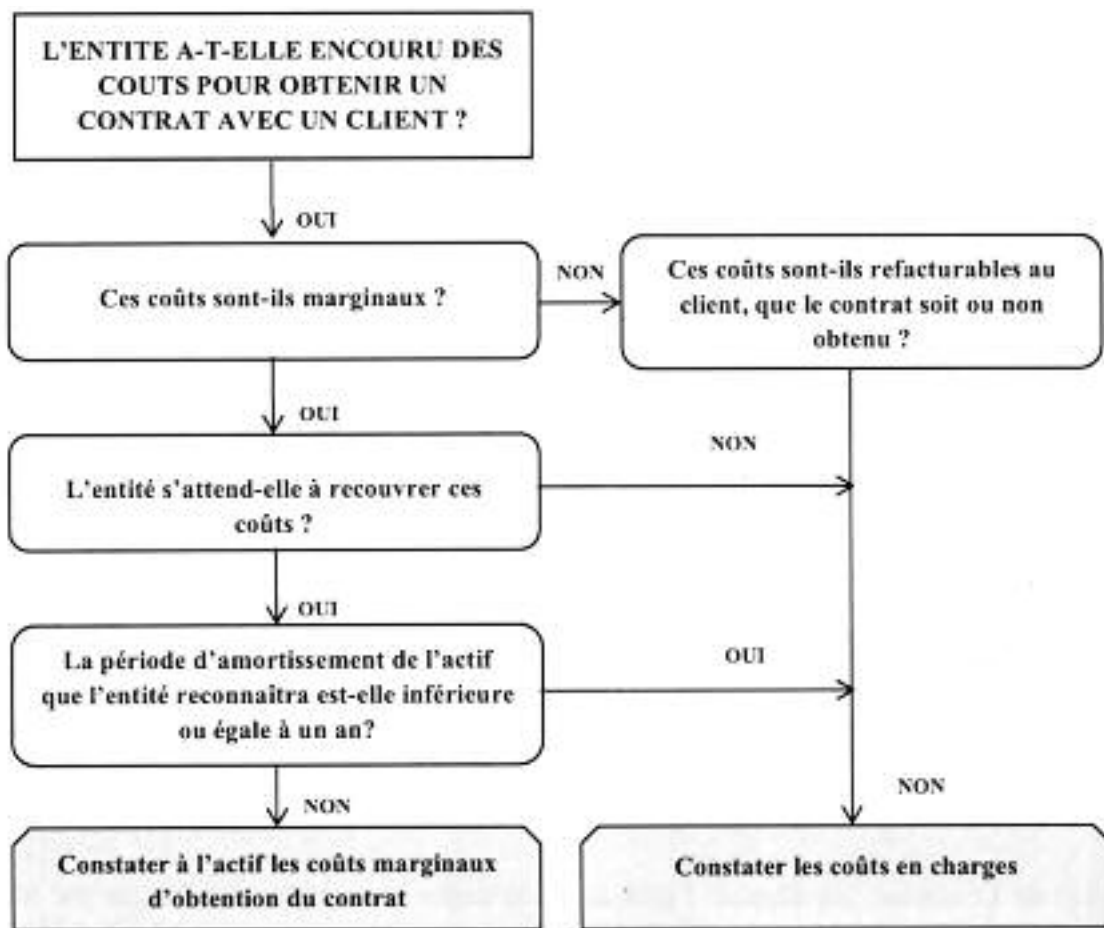 L'ENTITE A-T-ELLE ENCOURU DES
COUTS POUR OBTENIR UN
CONTRAT AVEC UN CLIENT ?
OUI
Ces coûts sont-ils marginaux ?
NON
Ces coûts sont-ils refacturables au
client, que le contrat soit ou non
obtenu ?
OUI
NON
L'entité s'attend-elle à recouvrer ces
coûts ?
OUI
La période d'amortissement de l'actif
que l'entité reconnaîtra est-elle inférieure
ou égale à un an?
OUI
NON
NON
Constater à l'actif les coûts marginaux
d'obtention du contrat
Constater les coûts en charges